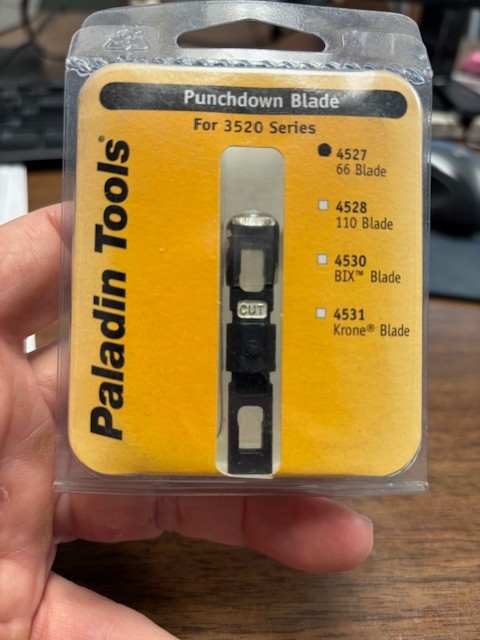 Punchdown Blade
For 3520 Series
Paladin Tools®
4527
66 Blade
4528
110 Blade
4530
BIX™ Blade
4531
Krone® Blade
CUT